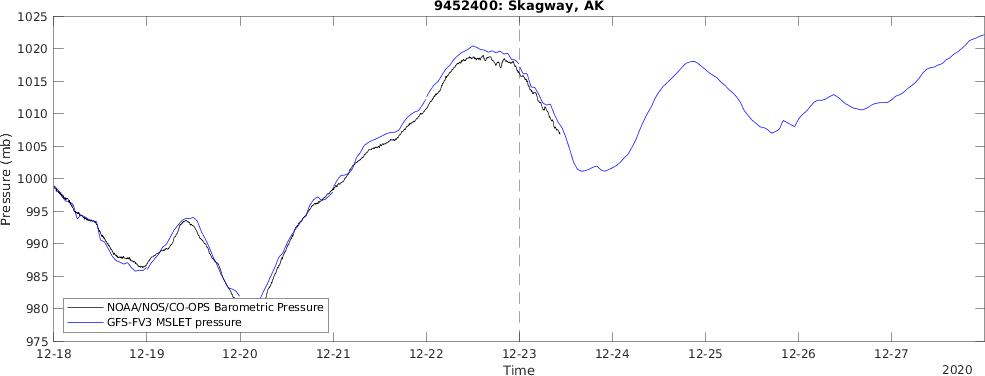 9452400: Skagway, AK
1025
1020
1015
1010
1005
1000
995
990
985
980
975
Pressure (mb)
NOAA/NOS/CO-OPS Barometric Pressure
GFS-FV3 MSLET pressure
12-18 12-19 12-20 12-21 12-22 12-23 12-24 12-25 12-26 12-27
Time
2020